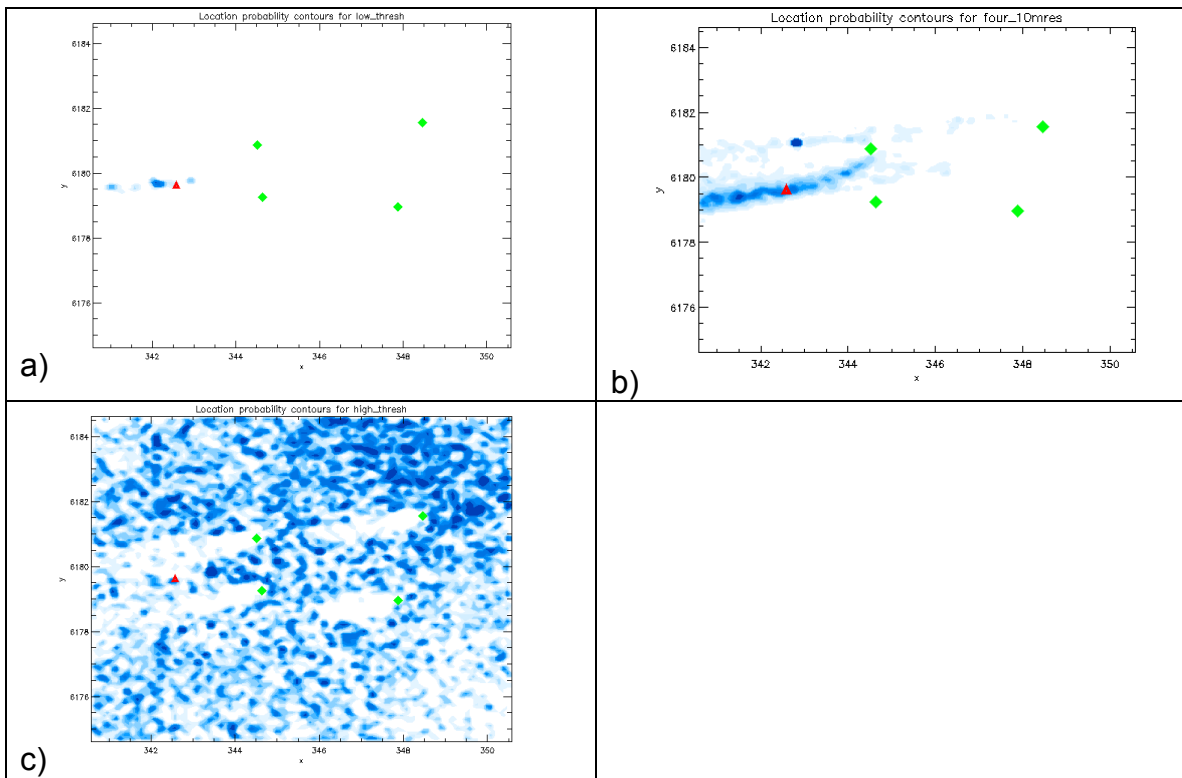 Location probability contours for low_thresh
6184
6182
6180
y
6178
6176
342 344 346 348 350
x
a)
Location probability contours for four_10mres
6184
6182
6180
y
6178
6176
342 344 346 348 350
x
b)
Location probability contours for high_thresh
6184
6182
6180
y
6178
6176
342 344 346 348 350
x
c)